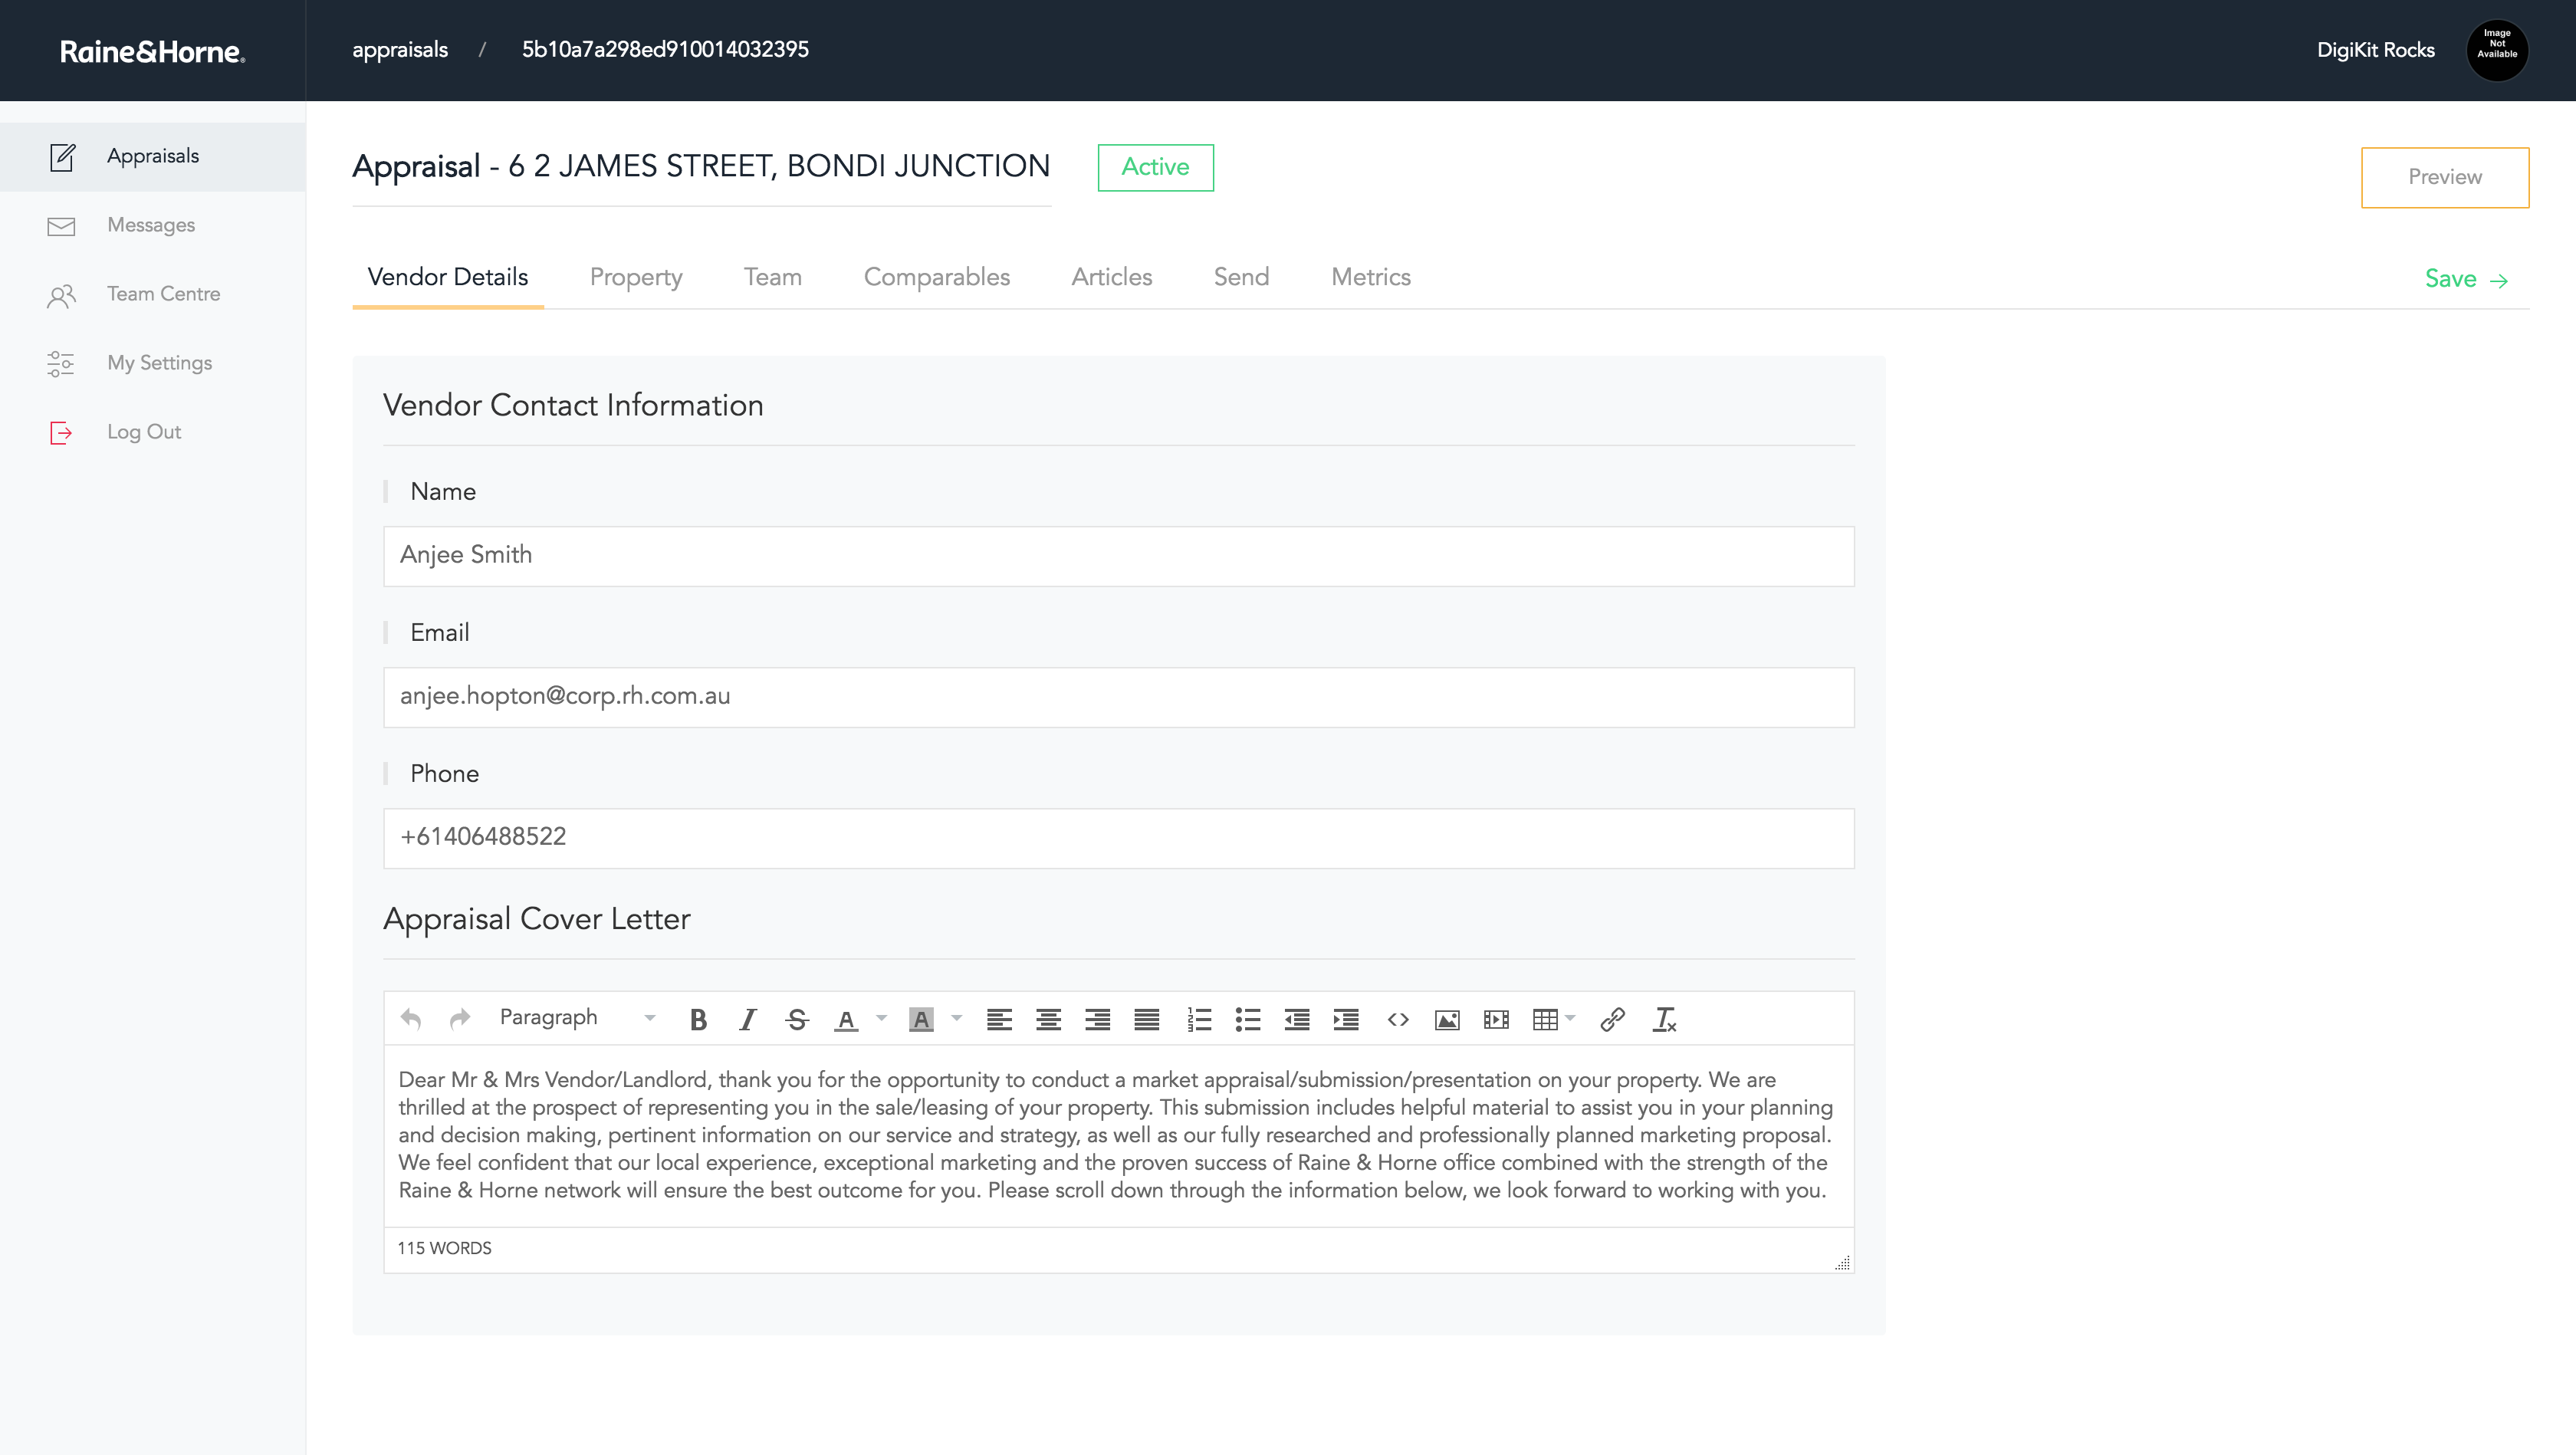 Raine&Horne.
appraisals / 5b10a7a298ed910014032395
DigiKit Rocks
Image
Not
Available
Appraisals
Messages
Team Centre
My Settings
Log Out
Appraisal - 6 2 JAMES STREET, BONDI JUNCTION
Active
Preview
Vendor Details Property Team Comparables Articles Send Metrics
Save
Vendor Contact Information
Name
Anjee Smith
Email
anjee.hopton@corp.rh.com.au
Phone
+61406488522
Appraisal Cover Letter
Paragraph
Dear Mr & Mrs Vendor/Landlord, thank you for the opportunity to conduct a market appraisal/submission/presentation on your property. We are
thrilled at the prospect of representing you in the sale/leasing of your property. This submission includes helpful material to assist you in your planning
and decision making, pertinent information on our service and strategy, as well as our fully researched and professionally planned marketing proposal.
We feel confident that our local experience, exceptional marketing and the proven success of Raine & Horne office combined with the strength of the
Raine & Horne network will ensure the best outcome for you. Please scroll down through the information below, we look forward to working with you.
115 WORDS